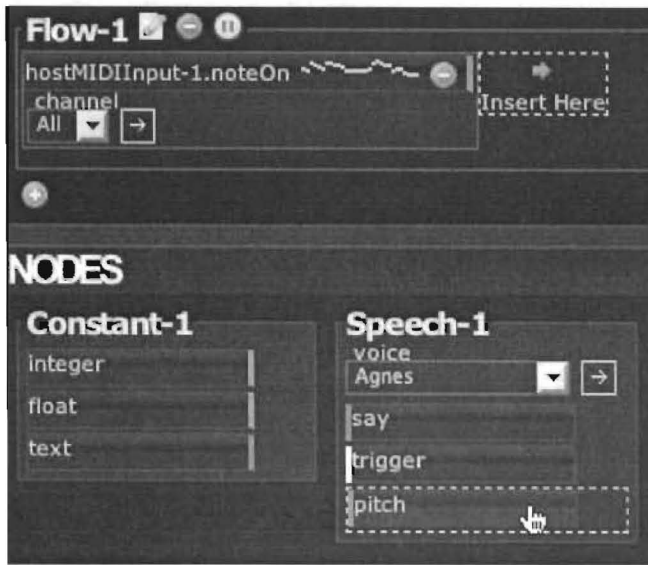 Flow-1
hostMIDIInput-1.noteOn
Insert Here
channel
All
NODES
Constant-1
integer
float
text
Speech-1
voice
Agnes
say
trigger
pitch